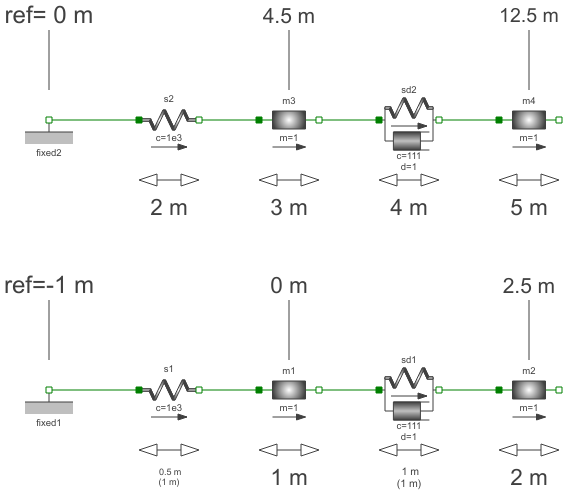 ref= 0 m 4.5 m 12.5 m
s2 m3 sd2 m4
fixed2 c=1e3 m=1 c=111 m=1
d=1
2 m 3 m 4 m 5 m
ref=-1 m 0 m 2.5 m
s1 m1 sd1 m2
fixed1 c=1e3 m=1 c=111 m=1
d=1
0.5 m 1 m 1 m 2 m
(1 m) (1 m)